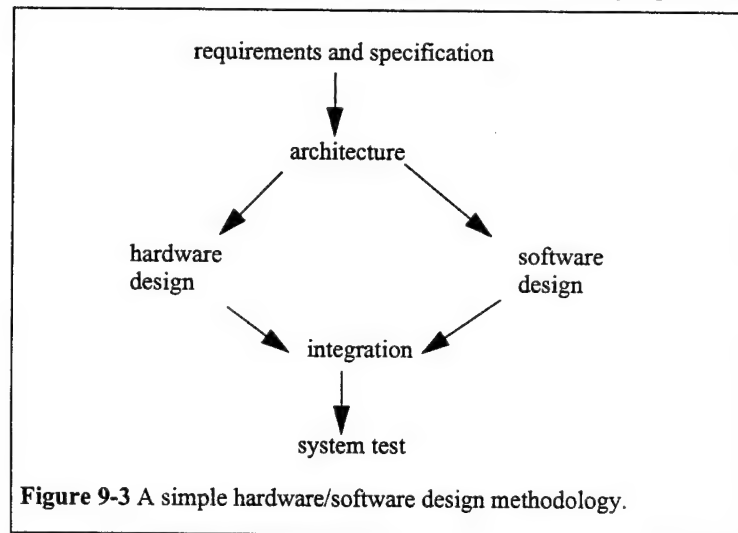 requirements and specification
architecture
hardware
design
software
design
integration
system test
Figure 9-3 A simple hardware/software design methodology.